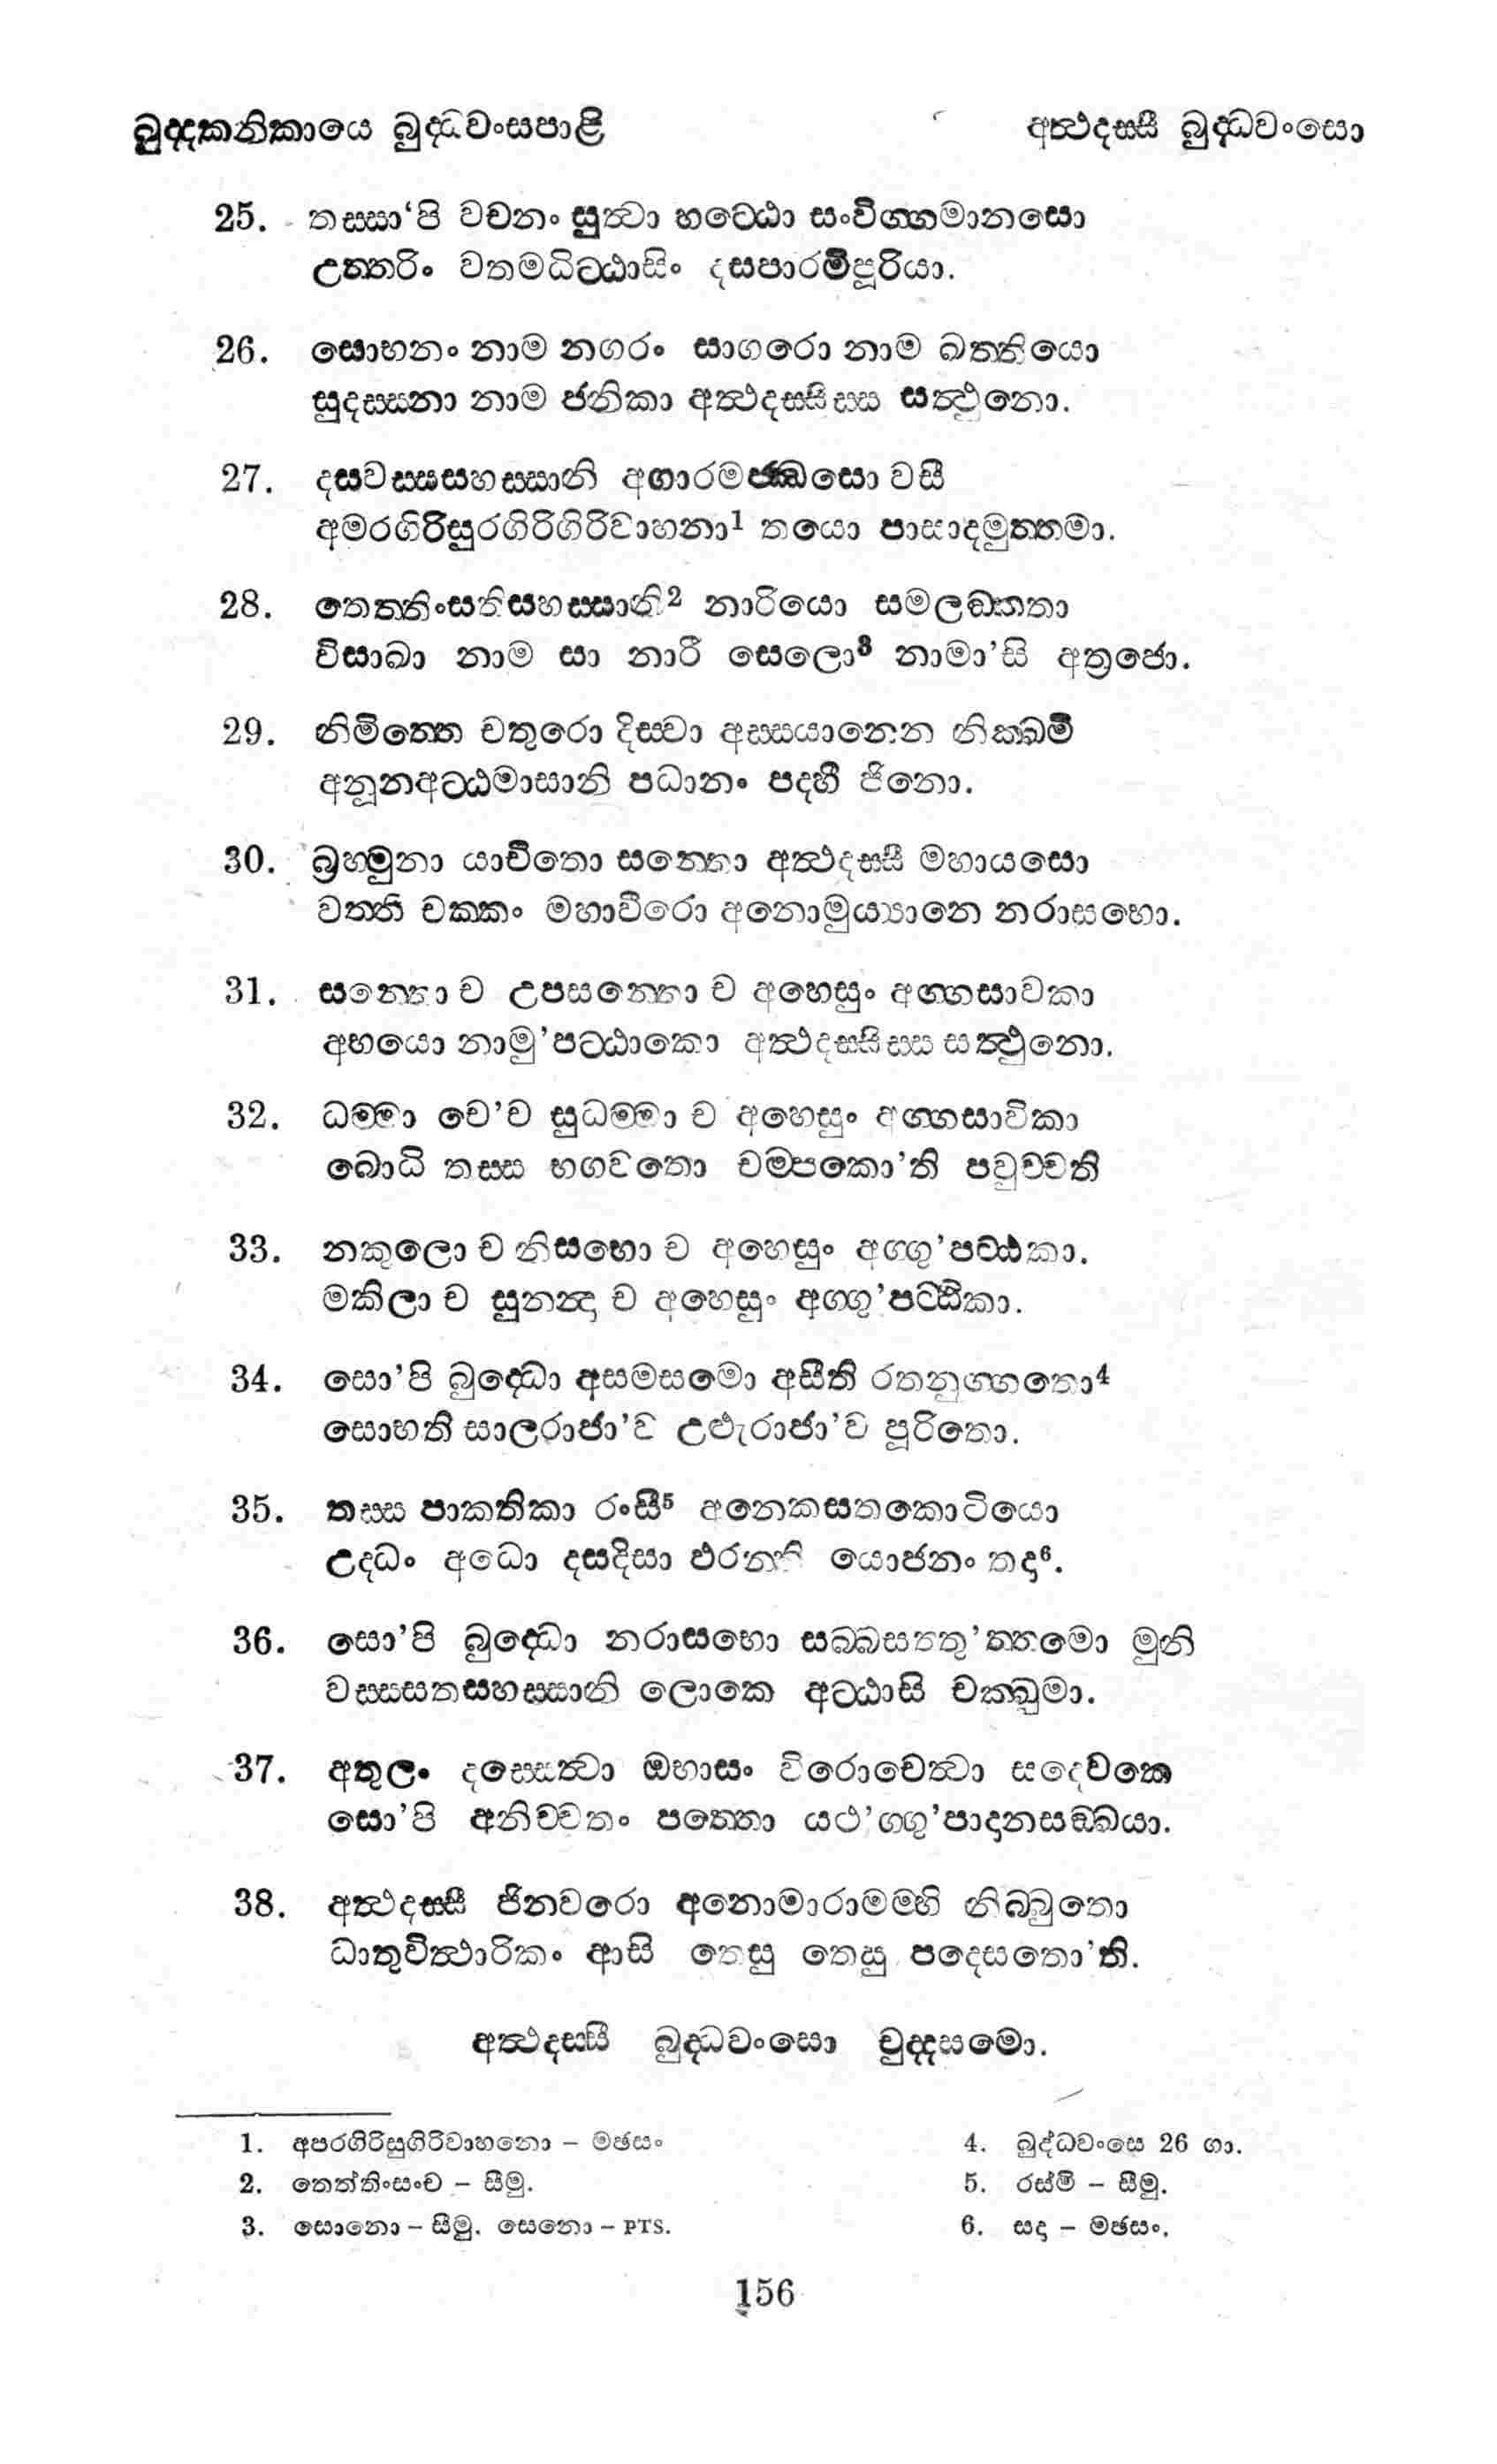 ඛුද්දකනිකායෙ බුද්ධවංසපාළි
අත්ථදස්සී බුද්ධවංසො
25. තස්සා‘පි වචනං සුත්වා හට්ඨො සංවිග්ගමානසො
උත්තරිං වතමධිට්ඨාසිං දසපාරමිපූරියා.
26. සොභනං නාම නගරං සාගරො නාම ඛත්තියො
සුදස්සනා නාම ජනිකා අත්ථදස්සිස්ස සත්ථුනො.
27. දසවස්සසහස්සානි අගාරමජ්ඣෙසො වසී
අමරගිරිසුරගිරිගිරිවාහනා1 තයො පාසාදමුත්තමා.
28. තෙත්තිංසතිසහස්සානි2 නාරියො සමලඞ්කතා
විසාඛා නාම සා නාරී සෙලො3 නාමා’සි අත්‍රජො.
29. නිමිත්තෙ චතුරො දිස්වා අස්සයානෙන නික්ඛමි
අනූනඅට්ඨමාසානි පධානං පදහී ජිනො.
30. බ්‍රහ්මුනා යාචිතො සන්තො අත්ථදස්සී මහායසො
වත්ති චක්කං මහාවීරො අනොමුය්‍යානෙ නරාසභො.
31. සන්තො ච උපසන්තො ච අහෙසුං අග්ගසාවකා
අභයො නාමු’පට්ඨාකො අත්ථදස්සිස්ස සත්ථුනො.
32. ධම්මා චෙ’ව සුධම්මා ච අහෙසුං අග්ගසාවිකා
බොධි තස්ස භගවතො චම්පකො’ති පවුච්චති
33. නකුලො ච නිසභො ච අහෙසුං අග්ගු’පට්ඨකා.
මකිලා ච සුනන්දා ච අහෙසුං අග්ගු’පට්ඨිකා.
34. සො’පි බුද්ධො අසමසමො අසීති රතනුග්ගතො4
සොභති සාලරාජා’ව උළුරාජා’ව පූරිතො.
35. තස්ස පාකතිකා රංසී5 අනෙකසතකොටියො
උද්ධං අධො දසදිසා ඵරන්ති යොජනං තදා6.
36. සො’පි බුද්ධො නරාසභො සබ්බසත්තු’ත්තමො මුනි
වස්සසතසහස්සානි ලොකෙ අට්ඨාසි චක්ඛුමා.
37. අතුලං දස්සෙත්වා ඔභාසං විරොචෙත්වා සදෙවකෙ
සො’පි අනිච්චතං පත්තො යථ’ග්ගු’පාදානසඞ්ඛයා.
38. අත්ථදස්සී ජිනවරො අනොමාරාමම්හි නිබ්බුතො
ධාතුවිත්ථාරිකං ආසි තෙසු තෙසු පදෙසතො’ති.
අත්ථදස්සී බුද්ධවංසො චුද්දසමො.
1. අපරගිරිසුගිරිවාහනො – මඡසං
2. තෙත්තිංසංච – සීමු.
3. සොනො – සීමු. සෙනො – PTS.
4. බුද්ධවංසෙ 26 ගා.
5. රස්මි – සීමු.
6. සදා – මඡසං.
156